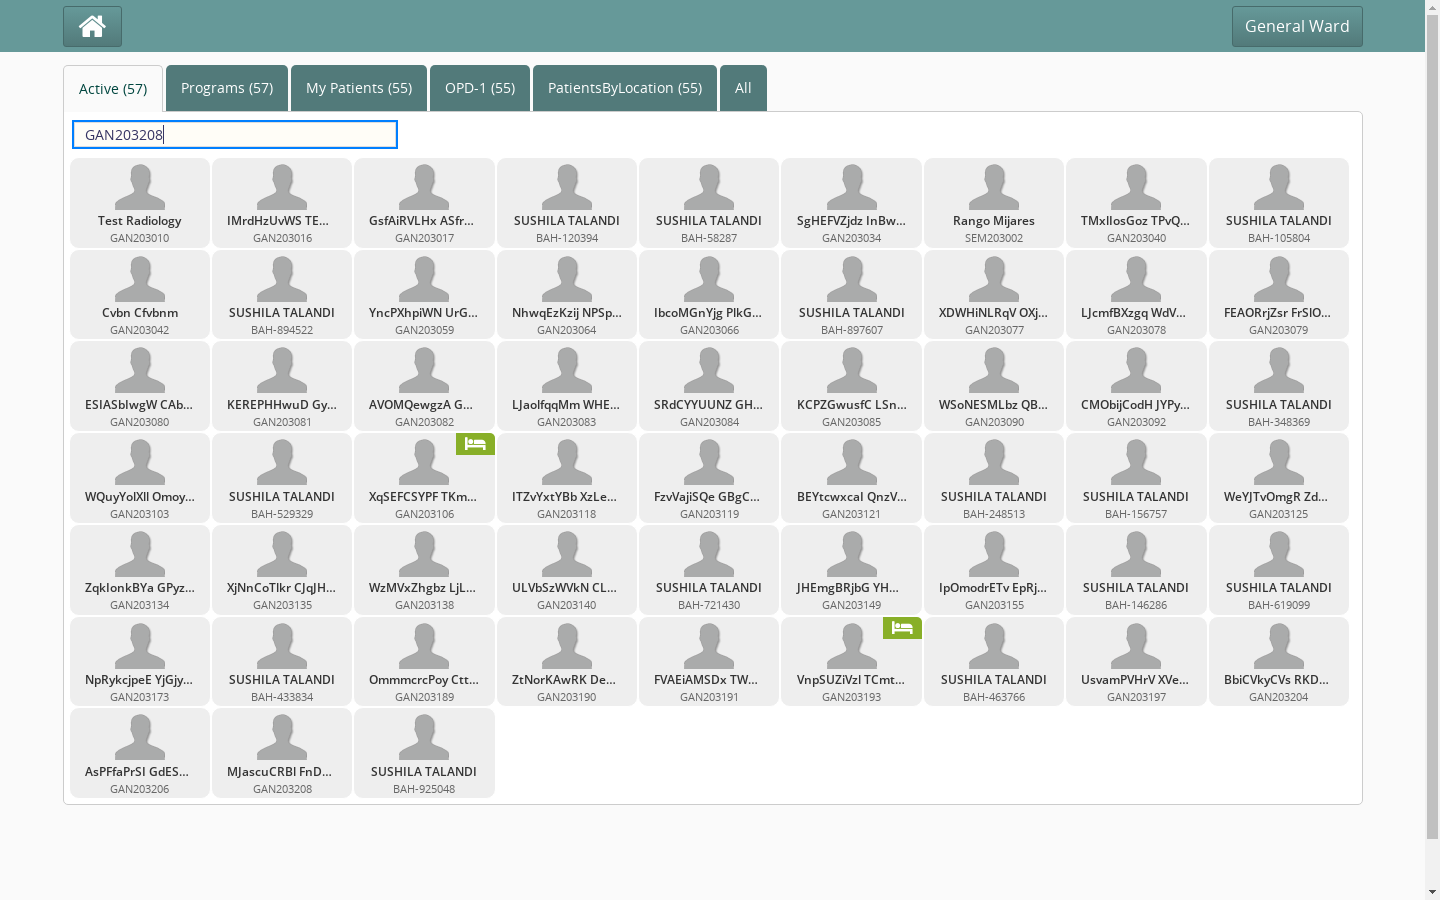 General Ward
Active (57) Programs (57) My Patients (55) OPD-1 (55) PatientsByLocation (55) All
GAN203208
Test Radiology IMrdHzUvWS TE... GsfAiRVLHx ASfr... SUSHILA TALANDI SUSHILA TALANDI SgHEFVZjdz InBw... Rango Mijares TMxllosGoz TPvQ... SUSHILA TALANDI
GAN203010 GAN203016 GAN203017 BAH-120394 BAH-58287 GAN203034 SEM203002 GAN203040 BAH-105804
Cvbn Cfvbnm SUSHILA TALANDI YncPXhpiWN UrG... NhwqEzKzij NPSp... IbcoMGnYjg PlkG... SUSHILA TALANDI XDWHiNLRqV OXj... LJcmfBXzgq WdV... FEAORrjZsr FrSIO...
GAN203042 BAH-894522 GAN203059 GAN203064 GAN203066 BAH-897607 GAN203077 GAN203078 GAN203079
ESIASbIwgW CAb... KEREPHHwuD Gy... AVOMQewgzA G... LJaolfqqMm WHE... SRdCYYUUNZ GH... KCPZGwusfC LSn... WSoNESMLbz QB... CMObijCodH JYPy... SUSHILA TALANDI
GAN203080 GAN203081 GAN203082 GAN203083 GAN203084 GAN203085 GAN203090 GAN203092 BAH-348369
WQuyYolXll Omoy... SUSHILA TALANDI XqSEFCSYPF TKm... ITZvYxtYBb XzLe... FzvVajiSQe GBgC... BEYtcwxcaI QnzV... SUSHILA TALANDI SUSHILA TALANDI WeYJTvOmgR Zd...
GAN203103 BAH-529329 GAN203106 GAN203118 GAN203119 GAN203121 BAH-248513 BAH-156757 GAN203125
ZqkIonkBYa GPyz... XjNnCoTlkr CJqJH... WzMVxZhgbz LjL... ULVbSzWVkN CL... SUSHILA TALANDI JHEmgBRjbG YH... IpOmodrETv EpRj... SUSHILA TALANDI SUSHILA TALANDI
GAN203134 GAN203135 GAN203138 GAN203140 BAH-721430 GAN203149 GAN203155 BAH-146286 BAH-619099
NpRykcjpeE YjGjy... SUSHILA TALANDI OmmmcrcPoy Ctt... ZtNorKAwRK De... FVAEiAMSDx TW... VnpSUZiVzl TCmt... SUSHILA TALANDI UsvamPVHrV XVe... BbiCVkyCVs RKD...
GAN203173 BAH-433834 GAN203189 GAN203190 GAN203191 GAN203193 BAH-463766 GAN203197 GAN203204
AsPFfaPrSI GdES... MJascuCRBl FnD... SUSHILA TALANDI
GAN203206 GAN203208 BAH-925048